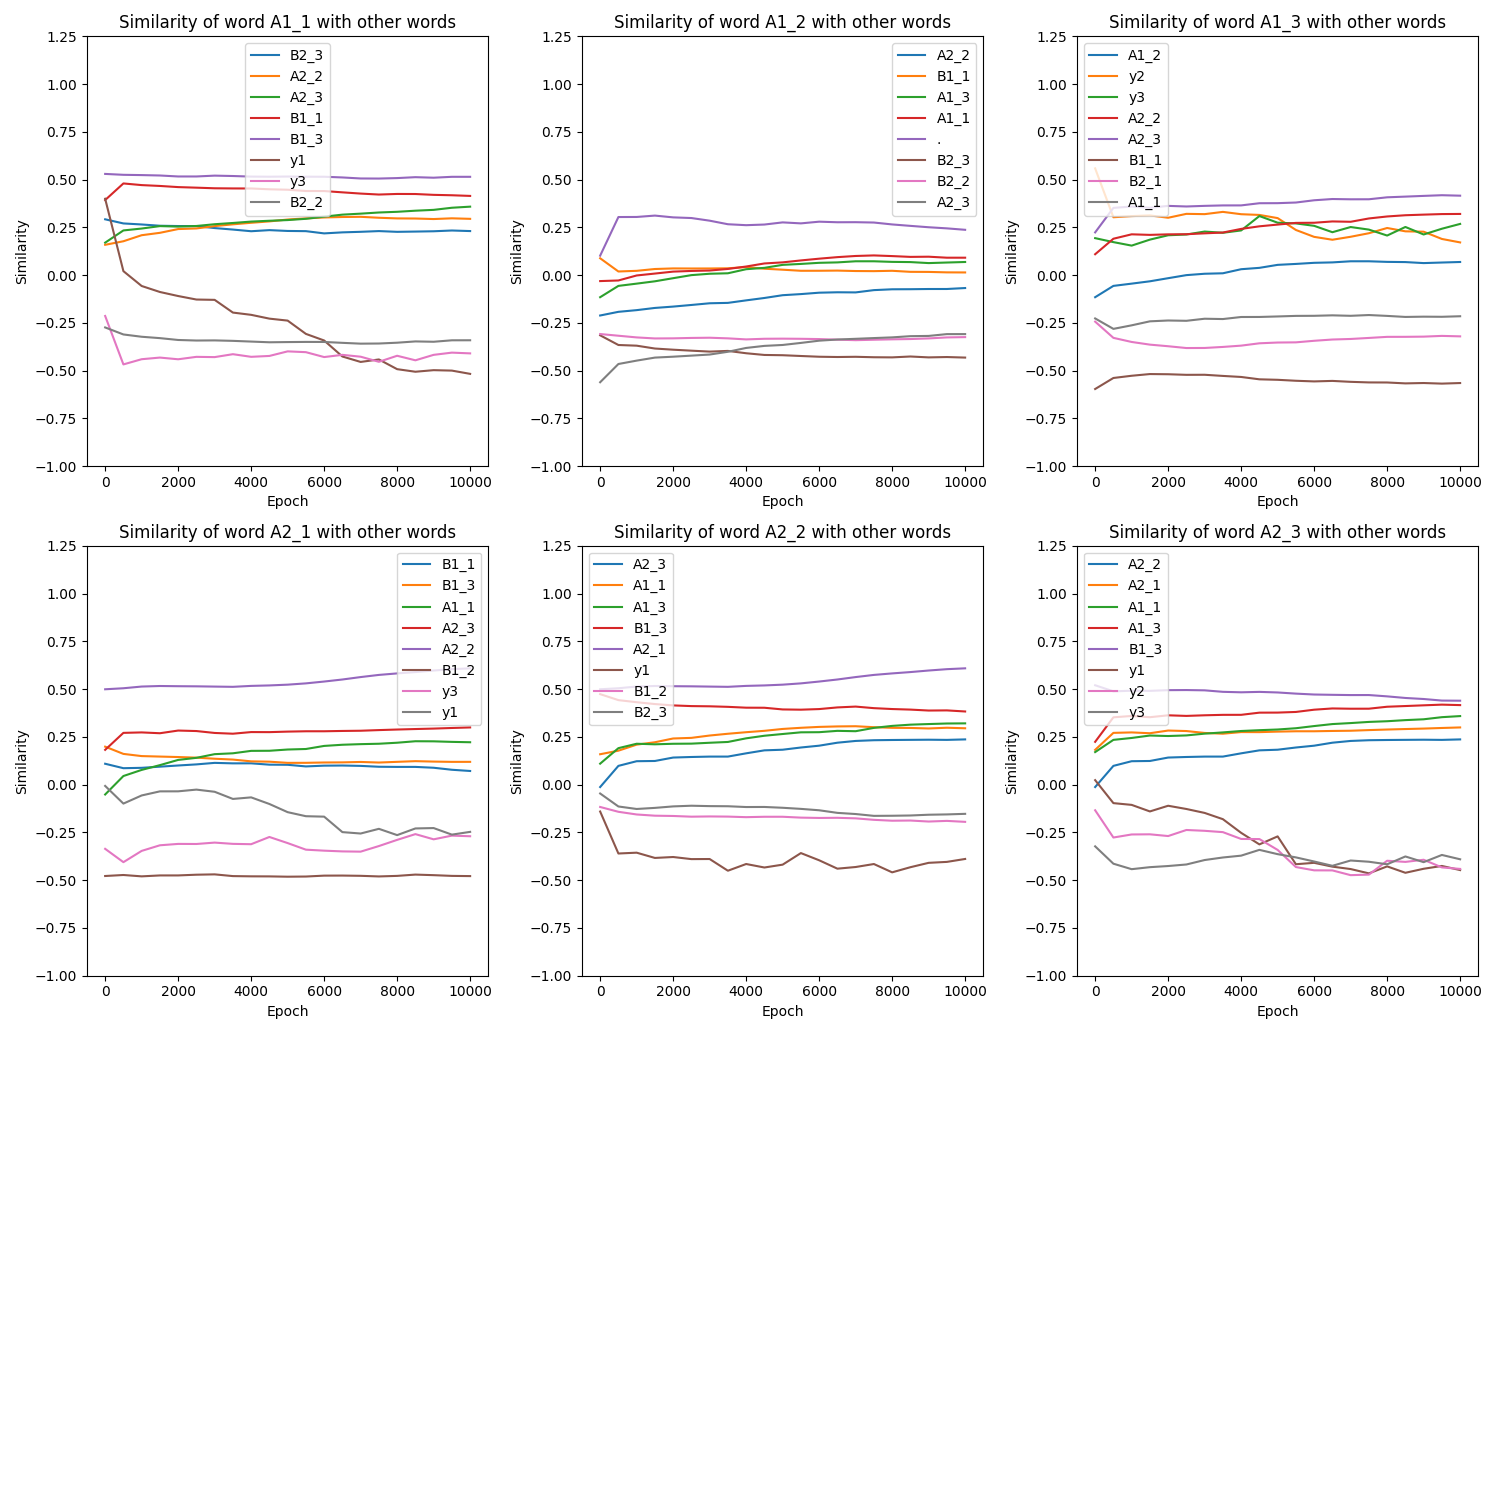 Similarity of word A1_1 with other words
1.25
1.00
0.75
0.50
0.25
0.00
−0.25
−0.50
−0.75
−1.00
Similarity
0 2000 4000 6000 8000 10000
Epoch
B2_3
A2_2
A2_3
B1_1
B1_3
y1
y3
B2_2
Similarity of word A1_2 with other words
1.25
1.00
0.75
0.50
0.25
0.00
−0.25
−0.50
−0.75
−1.00
Similarity
0 2000 4000 6000 8000 10000
Epoch
A2_2
B1_1
A1_3
A1_1
.
B2_3
B2_2
A2_3
Similarity of word A1_3 with other words
1.25
1.00
0.75
0.50
0.25
0.00
−0.25
−0.50
−0.75
−1.00
Similarity
0 2000 4000 6000 8000 10000
Epoch
A1_2
y2
y3
A2_2
A2_3
B1_1
B2_1
A1_1
Similarity of word A2_1 with other words
1.25
1.00
0.75
0.50
0.25
0.00
−0.25
−0.50
−0.75
−1.00
Similarity
0 2000 4000 6000 8000 10000
Epoch
B1_1
B1_3
A1_1
A2_3
A2_2
B1_2
y3
y1
Similarity of word A2_2 with other words
1.25
1.00
0.75
0.50
0.25
0.00
−0.25
−0.50
−0.75
−1.00
Similarity
0 2000 4000 6000 8000 10000
Epoch
A2_3
A1_1
A1_3
B1_3
A2_1
y1
B1_2
B2_3
Similarity of word A2_3 with other words
1.25
1.00
0.75
0.50
0.25
0.00
−0.25
−0.50
−0.75
−1.00
Similarity
0 2000 4000 6000 8000 10000
Epoch
A2_2
A2_1
A1_1
A1_3
B1_3
y1
y2
y3